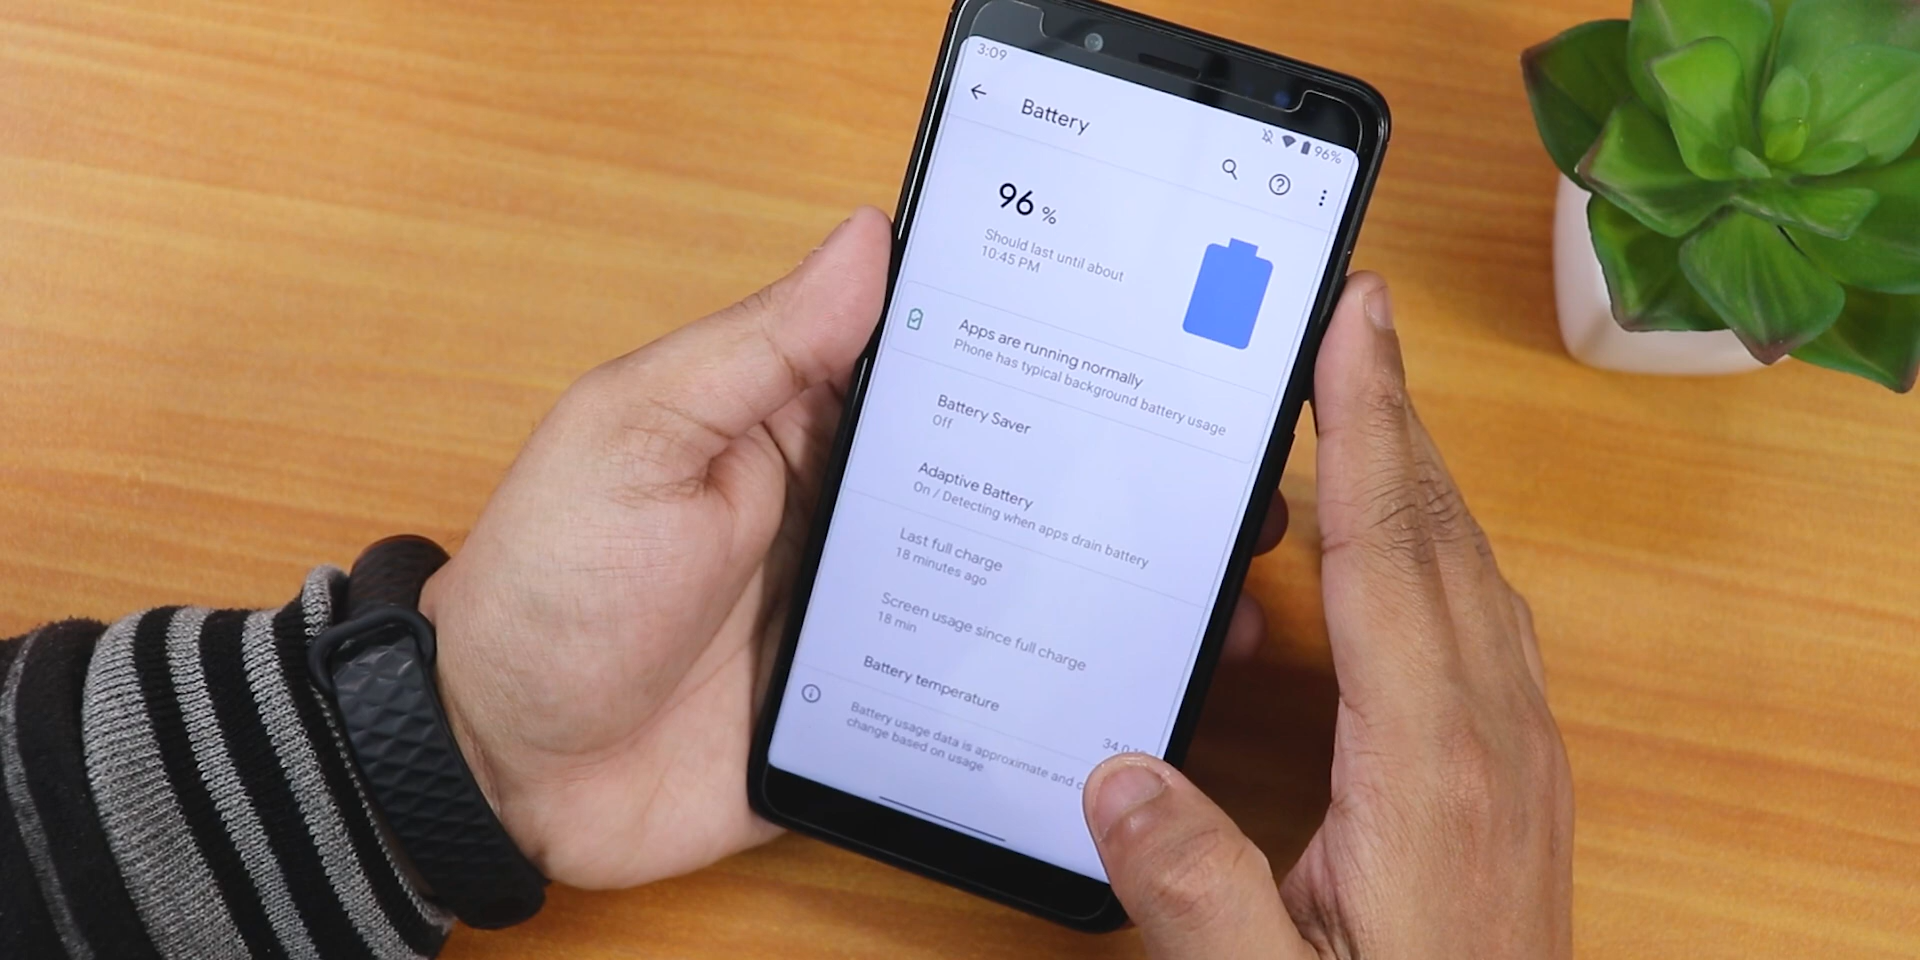 3:09
96%
Battery
96 %
Should last until about
10:45 PM
Apps are running normally
Phone has typical background battery usage
Battery Saver
Off
Adaptive Battery
On / Detecting when apps drain battery
Last full charge
18 minutes ago
Screen usage since full charge
18 min
Battery temperature
34.0
Battery usage data is approximate and
change based on usage